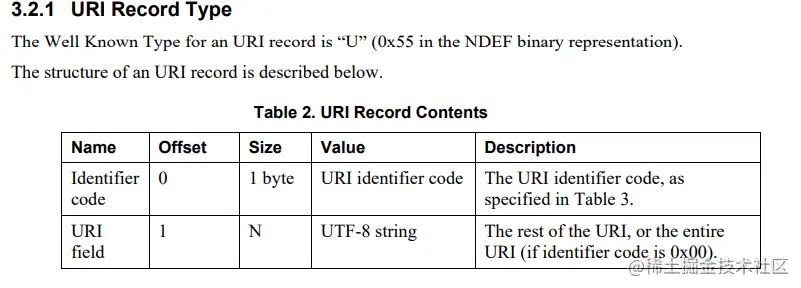 3.2.1 URI Record Type
The Well Known Type for an URI record is “U” (0x55 in the NDEF binary representation).
The structure of an URI record is described below.
Table 2. URI Record Contents
Name Offset Size Value Description
Identifier code 0 1 byte URI identifier code The URI identifier code, as
specified in Table 3.
URI field 1 N UTF-8 string The rest of the URI, or the entire
URI (if identifier code is 0x00).
@稀土掘金技术社区